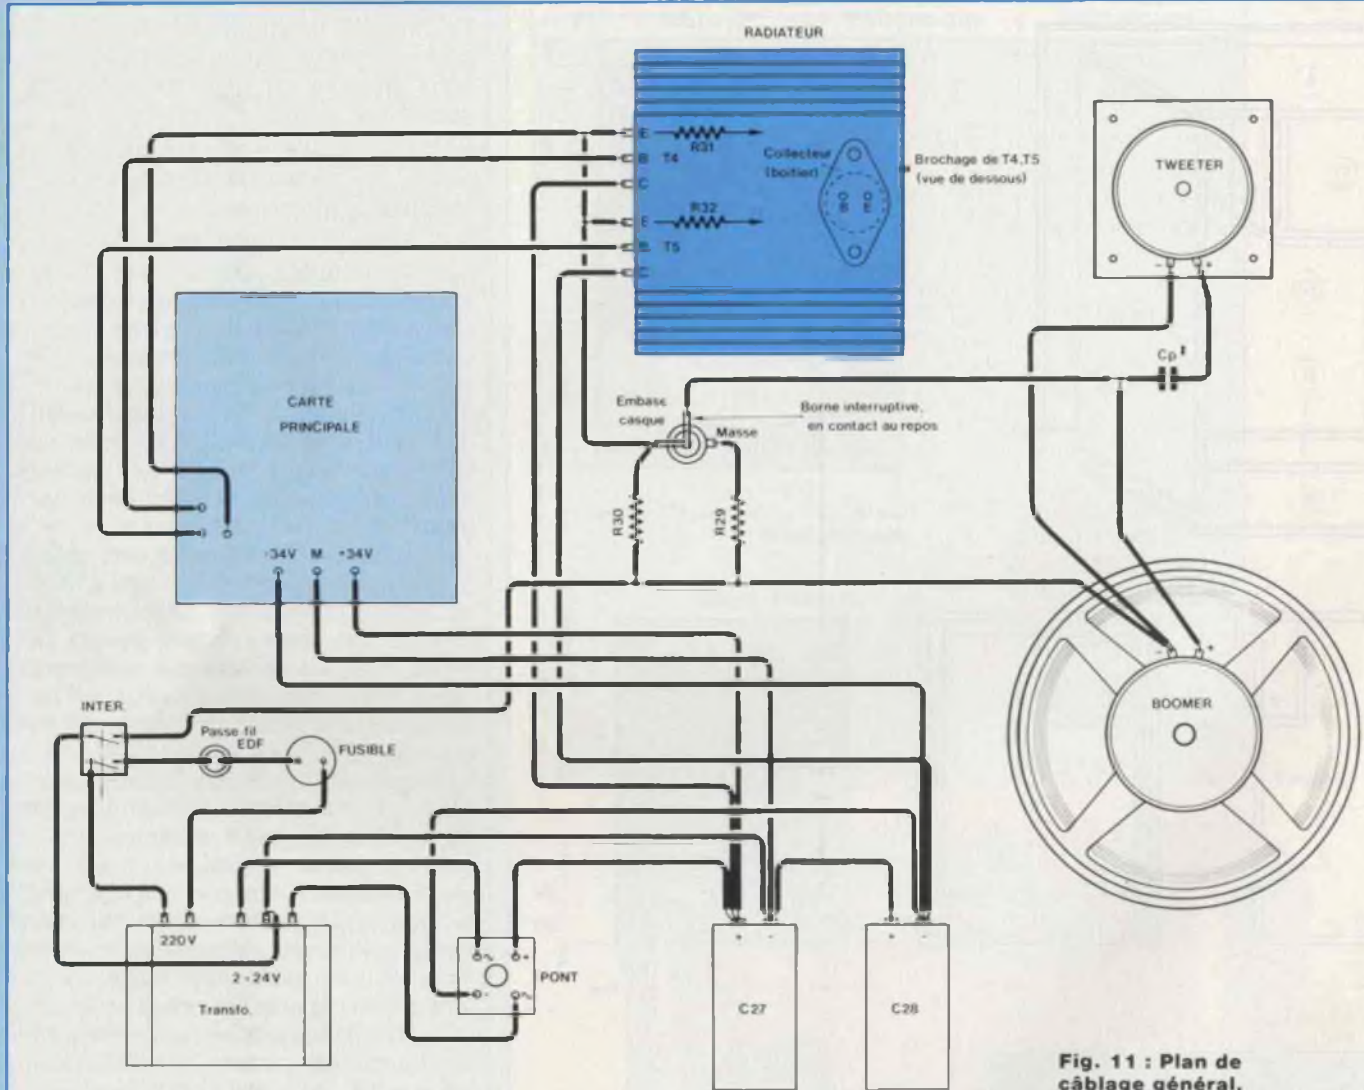 RADIATEUR
E
R31
B
T4
C
Collecteur
(boitier)
B E
Brochage de T4,T5
(vue de dessous)
E
R32
B
T5
C
TWEETER
- +
Cp
CARTE
PRINCIPALE
-34V M +34V
Embase
casque
Borne interruptive,
en contact au repos
Masse
R30
R29
- +
BOOMER
INTER.
Passe fil
EDF
FUSIBLE
220V
2-24V
Transfo.
~ +
- ~
PONT
+ -
C27
+ -
C28
Fig. 11 : Plan de
câblage général.